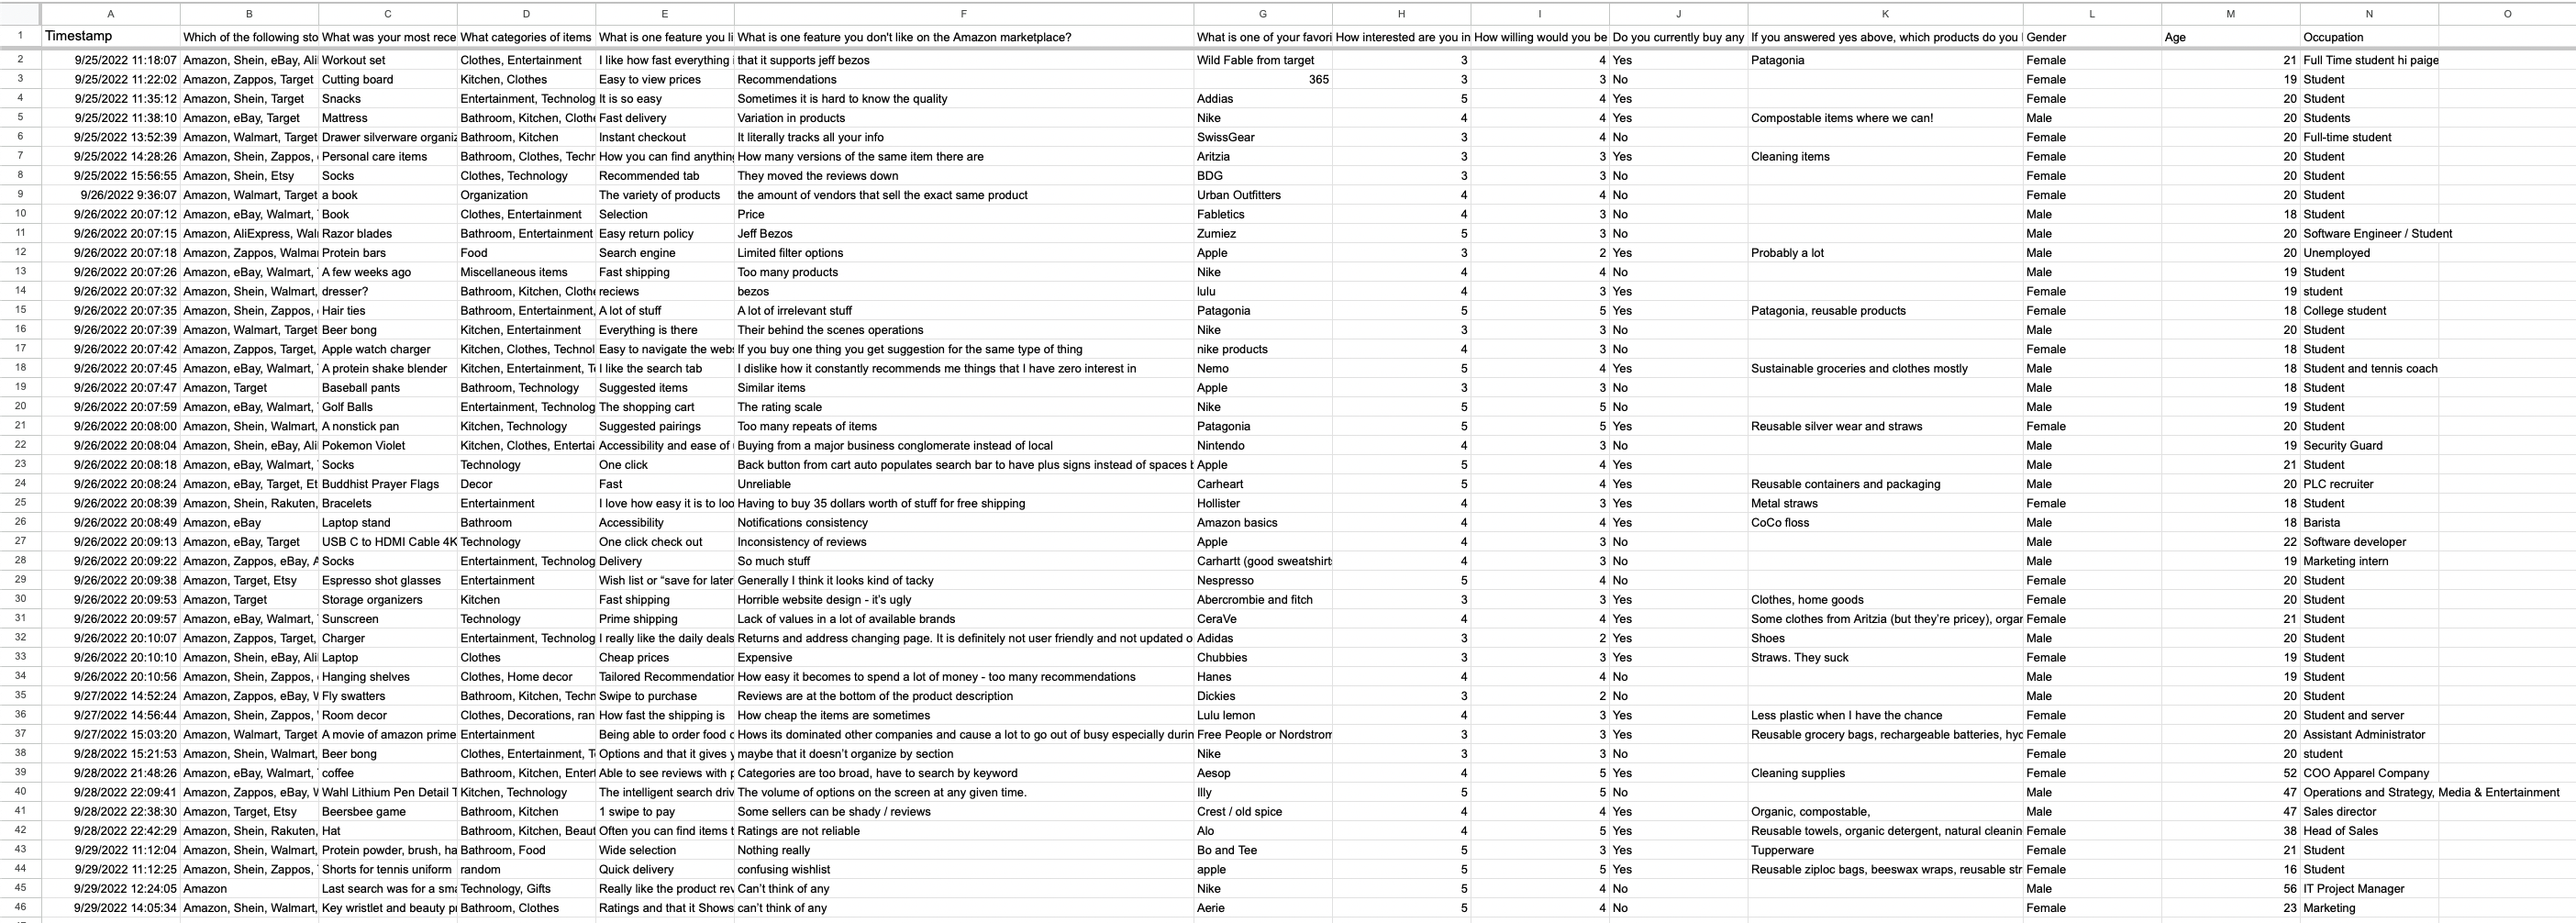 A B C D E F G H I J K L M N O
1 Timestamp Which of the following sto What was your most rece What categories of items What is one feature you li What is one feature you don't like on the Amazon marketplace? What is one of your favori How interested are you in How willing would you be Do you currently buy any If you answered yes above, which products do you Gender Age Occupation
2 9/25/2022 11:18:07 Amazon, Shein, eBay, Ali Workout set Clothes, Entertainment I like how fast everything that it supports jeff bezos Wild Fable from target 3 4 Yes Patagonia Female 21 Full Time student hi paige
3 9/25/2022 11:22:02 Amazon, Zappos, Target Cutting board Kitchen, Clothes Easy to view prices Recommendations 365 3 3 No Female 19 Student
4 9/25/2022 11:35:12 Amazon, Shein, Target Snacks Entertainment, Technolog It is so easy Sometimes it is hard to know the quality Addias 5 4 Yes Female 20 Student
5 9/25/2022 11:38:10 Amazon, eBay, Target Mattress Bathroom, Kitchen, Clothe Fast delivery Variation in products Nike 4 4 Yes Compostable items where we can! Male 20 Students
6 9/25/2022 13:52:39 Amazon, Walmart, Target Drawer silverware organiz Bathroom, Kitchen Instant checkout It literally tracks all your info SwissGear 3 4 No Female 20 Full-time student
7 9/25/2022 14:28:26 Amazon, Shein, Zappos, Personal care items Bathroom, Clothes, Techn How you can find anything How many versions of the same item there are Aritzia 3 3 Yes Cleaning items Female 20 Student
8 9/25/2022 15:56:55 Amazon, Shein, Etsy Socks Clothes, Technology Recommended tab They moved the reviews down BDG 3 3 No Female 20 Student
9 9/26/2022 9:36:07 Amazon, Walmart, Target a book Organization The variety of products the amount of vendors that sell the exact same product Urban Outfitters 4 4 No Female 20 Student
10 9/26/2022 20:07:12 Amazon, eBay, Walmart, Book Clothes, Entertainment Selection Price Fabletics 4 3 No Male 18 Student
11 9/26/2022 20:07:15 Amazon, AliExpress, Wal Razor blades Bathroom, Entertainment Easy return policy Jeff Bezos Zumiez 5 3 No Male 20 Software Engineer / Student
12 9/26/2022 20:07:18 Amazon, Zappos, Walma Protein bars Food Search engine Limited filter options Apple 3 2 Yes Probably a lot Male 20 Unemployed
13 9/26/2022 20:07:26 Amazon, eBay, Walmart, A few weeks ago Miscellaneous items Fast shipping Too many products Nike 4 4 No Male 19 Student
14 9/26/2022 20:07:32 Amazon, Shein, Walmart, dresser? Bathroom, Kitchen, Clothe reciews bezos lulu 4 3 Yes Female 19 student
15 9/26/2022 20:07:35 Amazon, Shein, Zappos, Hair ties Bathroom, Entertainment, A lot of stuff A lot of irrelevant stuff Patagonia 5 5 Yes Patagonia, reusable products Female 18 College student
16 9/26/2022 20:07:39 Amazon, Walmart, Target Beer bong Kitchen, Entertainment Everything is there Their behind the scenes operations Nike 3 3 No Male 20 Student
17 9/26/2022 20:07:42 Amazon, Zappos, Target, Apple watch charger Kitchen, Clothes, Technol Easy to navigate the webs If you buy one thing you get suggestion for the same type of thing nike products 4 3 No Female 18 Student
18 9/26/2022 20:07:45 Amazon, eBay, Walmart, A protein shake blender Kitchen, Entertainment, Te I like the search tab I dislike how it constantly recommends me things that I have zero interest in Nemo 5 4 Yes Sustainable groceries and clothes mostly Male 18 Student and tennis coach
19 9/26/2022 20:07:47 Amazon, Target Baseball pants Bathroom, Technology Suggested items Similar items Apple 3 3 No Male 18 Student
20 9/26/2022 20:07:59 Amazon, eBay, Walmart, Golf Balls Entertainment, Technolog The shopping cart The rating scale Nike 5 5 No Male 19 Student
21 9/26/2022 20:08:00 Amazon, Shein, Walmart, A nonstick pan Kitchen, Technology Suggested pairings Too many repeats of items Patagonia 5 5 Yes Reusable silver wear and straws Female 20 Student
22 9/26/2022 20:08:04 Amazon, Shein, eBay, Ali Pokemon Violet Kitchen, Clothes, Entertai Accessibility and ease of Buying from a major business conglomerate instead of local Nintendo 4 3 No Male 19 Security Guard
23 9/26/2022 20:08:18 Amazon, eBay, Walmart, Socks Technology One click Back button from cart auto populates search bar to have plus signs instead of spaces Apple 5 4 Yes Male 21 Student
24 9/26/2022 20:08:24 Amazon, eBay, Target, Et Buddhist Prayer Flags Decor Fast Unreliable Carheart 5 4 Yes Reusable containers and packaging Male 20 PLC recruiter
25 9/26/2022 20:08:39 Amazon, Shein, Rakuten, Bracelets Entertainment I love how easy it is to loo Having to buy 35 dollars worth of stuff for free shipping Hollister 4 3 Yes Metal straws Female 18 Student
26 9/26/2022 20:08:49 Amazon, eBay Laptop stand Bathroom Accessibility Notifications consistency Amazon basics 4 4 Yes CoCo floss Male 18 Barista
27 9/26/2022 20:09:13 Amazon, eBay, Target USB C to HDMI Cable 4K Technology One click check out Inconsistency of reviews Apple 4 3 No Male 22 Software developer
28 9/26/2022 20:09:22 Amazon, Zappos, eBay, A Socks Entertainment, Technolog Delivery So much stuff Carhartt (good sweatshirt 4 3 No Male 19 Marketing intern
29 9/26/2022 20:09:38 Amazon, Target, Etsy Espresso shot glasses Entertainment Wish list or “save for later Generally I think it looks kind of tacky Nespresso 5 4 No Female 20 Student
30 9/26/2022 20:09:53 Amazon, Target Storage organizers Kitchen Fast shipping Horrible website design - it’s ugly Abercrombie and fitch 3 3 Yes Clothes, home goods Female 20 Student
31 9/26/2022 20:09:57 Amazon, eBay, Walmart, Sunscreen Technology Prime shipping Lack of values in a lot of available brands CeraVe 4 4 Yes Some clothes from Aritzia (but they’re pricey), orgar Female 21 Student
32 9/26/2022 20:10:07 Amazon, Zappos, Target, Charger Entertainment, Technolog I really like the daily deals Returns and address changing page. It is definitely not user friendly and not updated o Adidas 3 2 Yes Shoes Male 20 Student
33 9/26/2022 20:10:10 Amazon, Shein, eBay, Ali Laptop Clothes Cheap prices Expensive Chubbies 3 3 Yes Straws. They suck Female 19 Student
34 9/26/2022 20:10:56 Amazon, Shein, Zappos, Hanging shelves Clothes, Home decor Tailored Recommendation How easy it becomes to spend a lot of money - too many recommendations Hanes 4 4 No Male 19 Student
35 9/27/2022 14:52:24 Amazon, Zappos, eBay, W Fly swatters Bathroom, Kitchen, Techn Swipe to purchase Reviews are at the bottom of the product description Dickies 3 2 No Male 20 Student
36 9/27/2022 14:56:44 Amazon, Shein, Zappos, Room decor Clothes, Decorations, ran How fast the shipping is How cheap the items are sometimes Lulu lemon 4 3 Yes Less plastic when I have the chance Female 20 Student and server
37 9/27/2022 15:03:20 Amazon, Walmart, Target A movie of amazon prime Entertainment Being able to order food o Hows its dominated other companies and cause a lot to go out of busy especially durin Free People or Nordstrom 3 3 Yes Reusable grocery bags, rechargeable batteries, hyd Female 20 Assistant Administrator
38 9/28/2022 15:21:53 Amazon, Shein, Walmart, Beer bong Clothes, Entertainment, Te Options and that it gives y maybe that it doesn’t organize by section Nike 3 3 No Female 20 student
39 9/28/2022 21:48:26 Amazon, eBay, Walmart, coffee Bathroom, Kitchen, Entert Able to see reviews with p Categories are too broad, have to search by keyword Aesop 4 5 Yes Cleaning supplies Female 52 COO Apparel Company
40 9/28/2022 22:09:41 Amazon, Zappos, eBay, W Wahl Lithium Pen Detail T Kitchen, Technology The intelligent search driv The volume of options on the screen at any given time. Illy 5 5 No Male 47 Operations and Strategy, Media & Entertainment
41 9/28/2022 22:38:30 Amazon, Target, Etsy Beersbee game Bathroom, Kitchen 1 swipe to pay Some sellers can be shady / reviews Crest / old spice 4 4 Yes Organic, compostable, Male 47 Sales director
42 9/28/2022 22:42:29 Amazon, Shein, Rakuten, Hat Bathroom, Kitchen, Beaut Often you can find items t Ratings are not reliable Alo 4 5 Yes Reusable towels, organic detergent, natural cleanin Female 38 Head of Sales
43 9/29/2022 11:12:04 Amazon, Shein, Walmart, Protein powder, brush, ha Bathroom, Food Wide selection Nothing really Bo and Tee 5 3 Yes Tupperware Female 21 Student
44 9/29/2022 11:12:25 Amazon, Shein, Zappos, Shorts for tennis uniform random Quick delivery confusing wishlist apple 5 5 Yes Reusable ziploc bags, beeswax wraps, reusable str Female 16 Student
45 9/29/2022 12:24:05 Amazon Last search was for a sma Technology, Gifts Really like the product rev Can’t think of any Nike 5 4 No Male 56 IT Project Manager
46 9/29/2022 14:05:34 Amazon, Shein, Walmart, Key wristlet and beauty p Bathroom, Clothes Ratings and that it Shows can’t think of any Aerie 5 4 No Female 23 Marketing